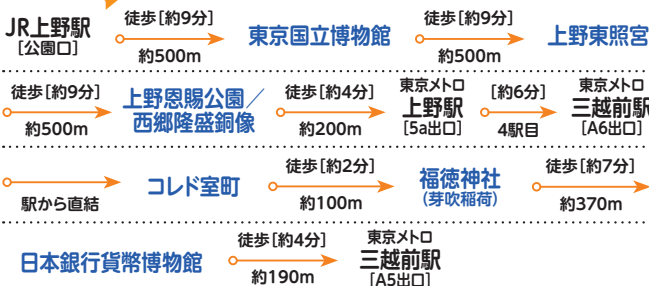 JR上野駅
[公園口]
徒歩[約9分]
約500m
東京国立博物館
徒歩[約9分]
約500m
上野東照宮
徒歩[約9分]
約500m
上野恩賜公園／
西郷隆盛銅像
徒歩[約4分]
約200m
東京メトロ
上野駅
[5a出口]
[約6分]
4駅目
東京メトロ
三越前駅
[A6出口]
駅から直結
コレド室町
徒歩[約2分]
約100m
福徳神社
(芽吹稲荷)
徒歩[約7分]
約370m
日本銀行貨幣博物館
徒歩[約4分]
約190m
東京メトロ
三越前駅
[A5出口]